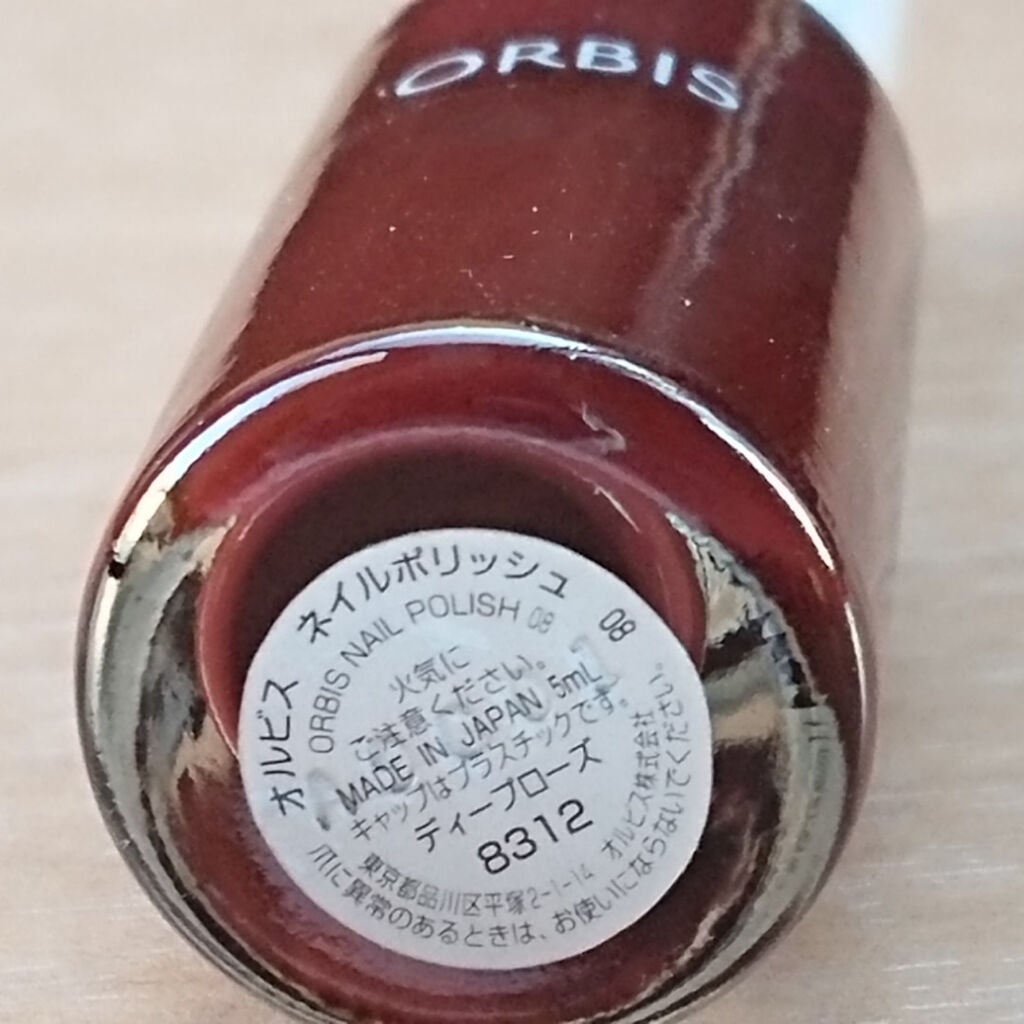 ORBIS
オルビス ネイルポリッシュ 08
ORBIS NAIL POLISH 08
火気に
ご注意ください。
MADE IN JAPAN 5mL
キャップはプラスチックです。
ディープローズ
8312
東京都品川区平塚2-1-14 オルビス株式会社
爪に異常のあるときは、お使いにならないでください。